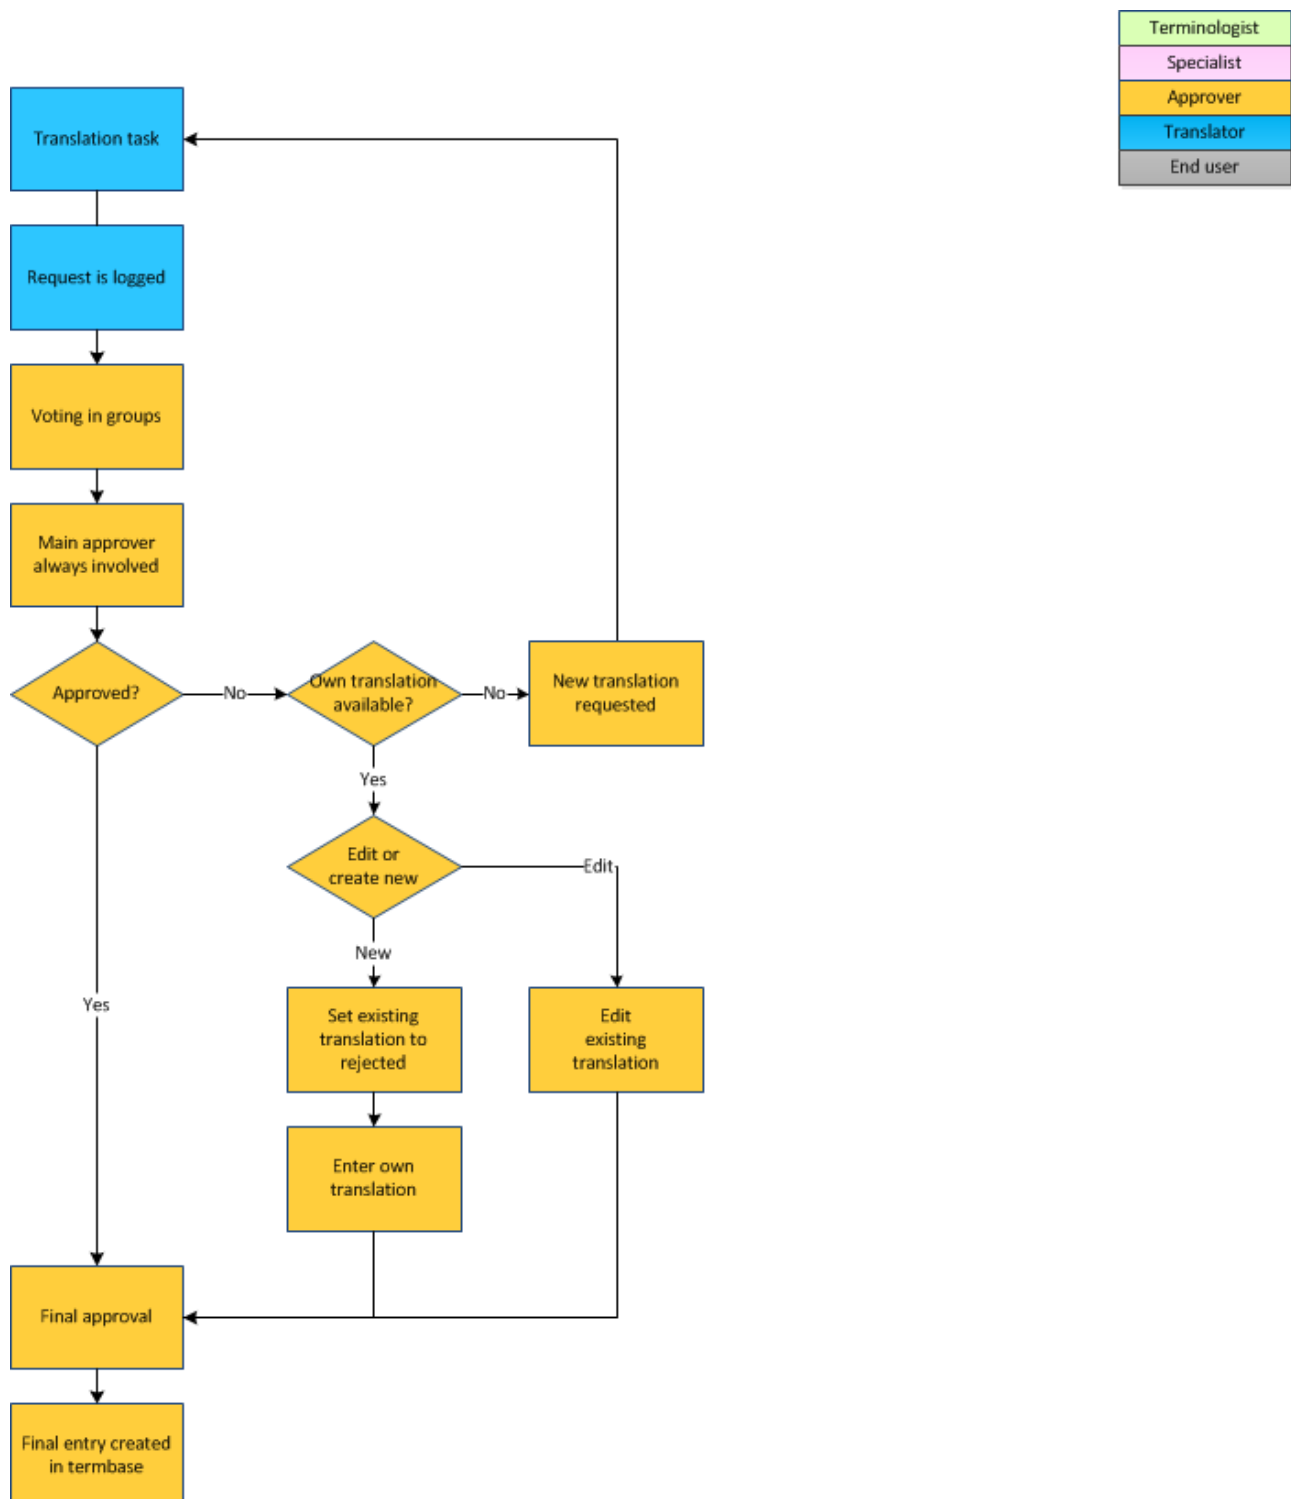 Terminologist
Specialist
Approver
Translator
End user
Translation task
Request is logged
Voting in groups
Main approver
always involved
Approved?
No
Own translation
available?
No
New translation
requested
Yes
Edit or
create new
Edit
New
Yes
Set existing
translation to
rejected
Edit
existing
translation
Enter own
translation
Final approval
Final entry created
in termbase